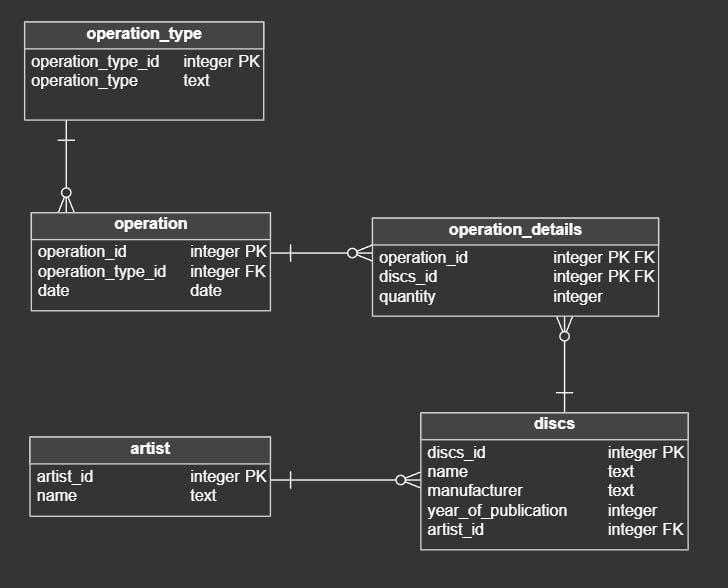 operation_type
operation_type_id integer PK
operation_type text
operation
operation_id integer PK
operation_type_id integer FK
date date
operation_details
operation_id integer PK FK
discs_id integer PK FK
quantity integer
artist
artist_id integer PK
name text
discs
discs_id integer PK
name text
manufacturer text
year_of_publication integer
artist_id integer FK